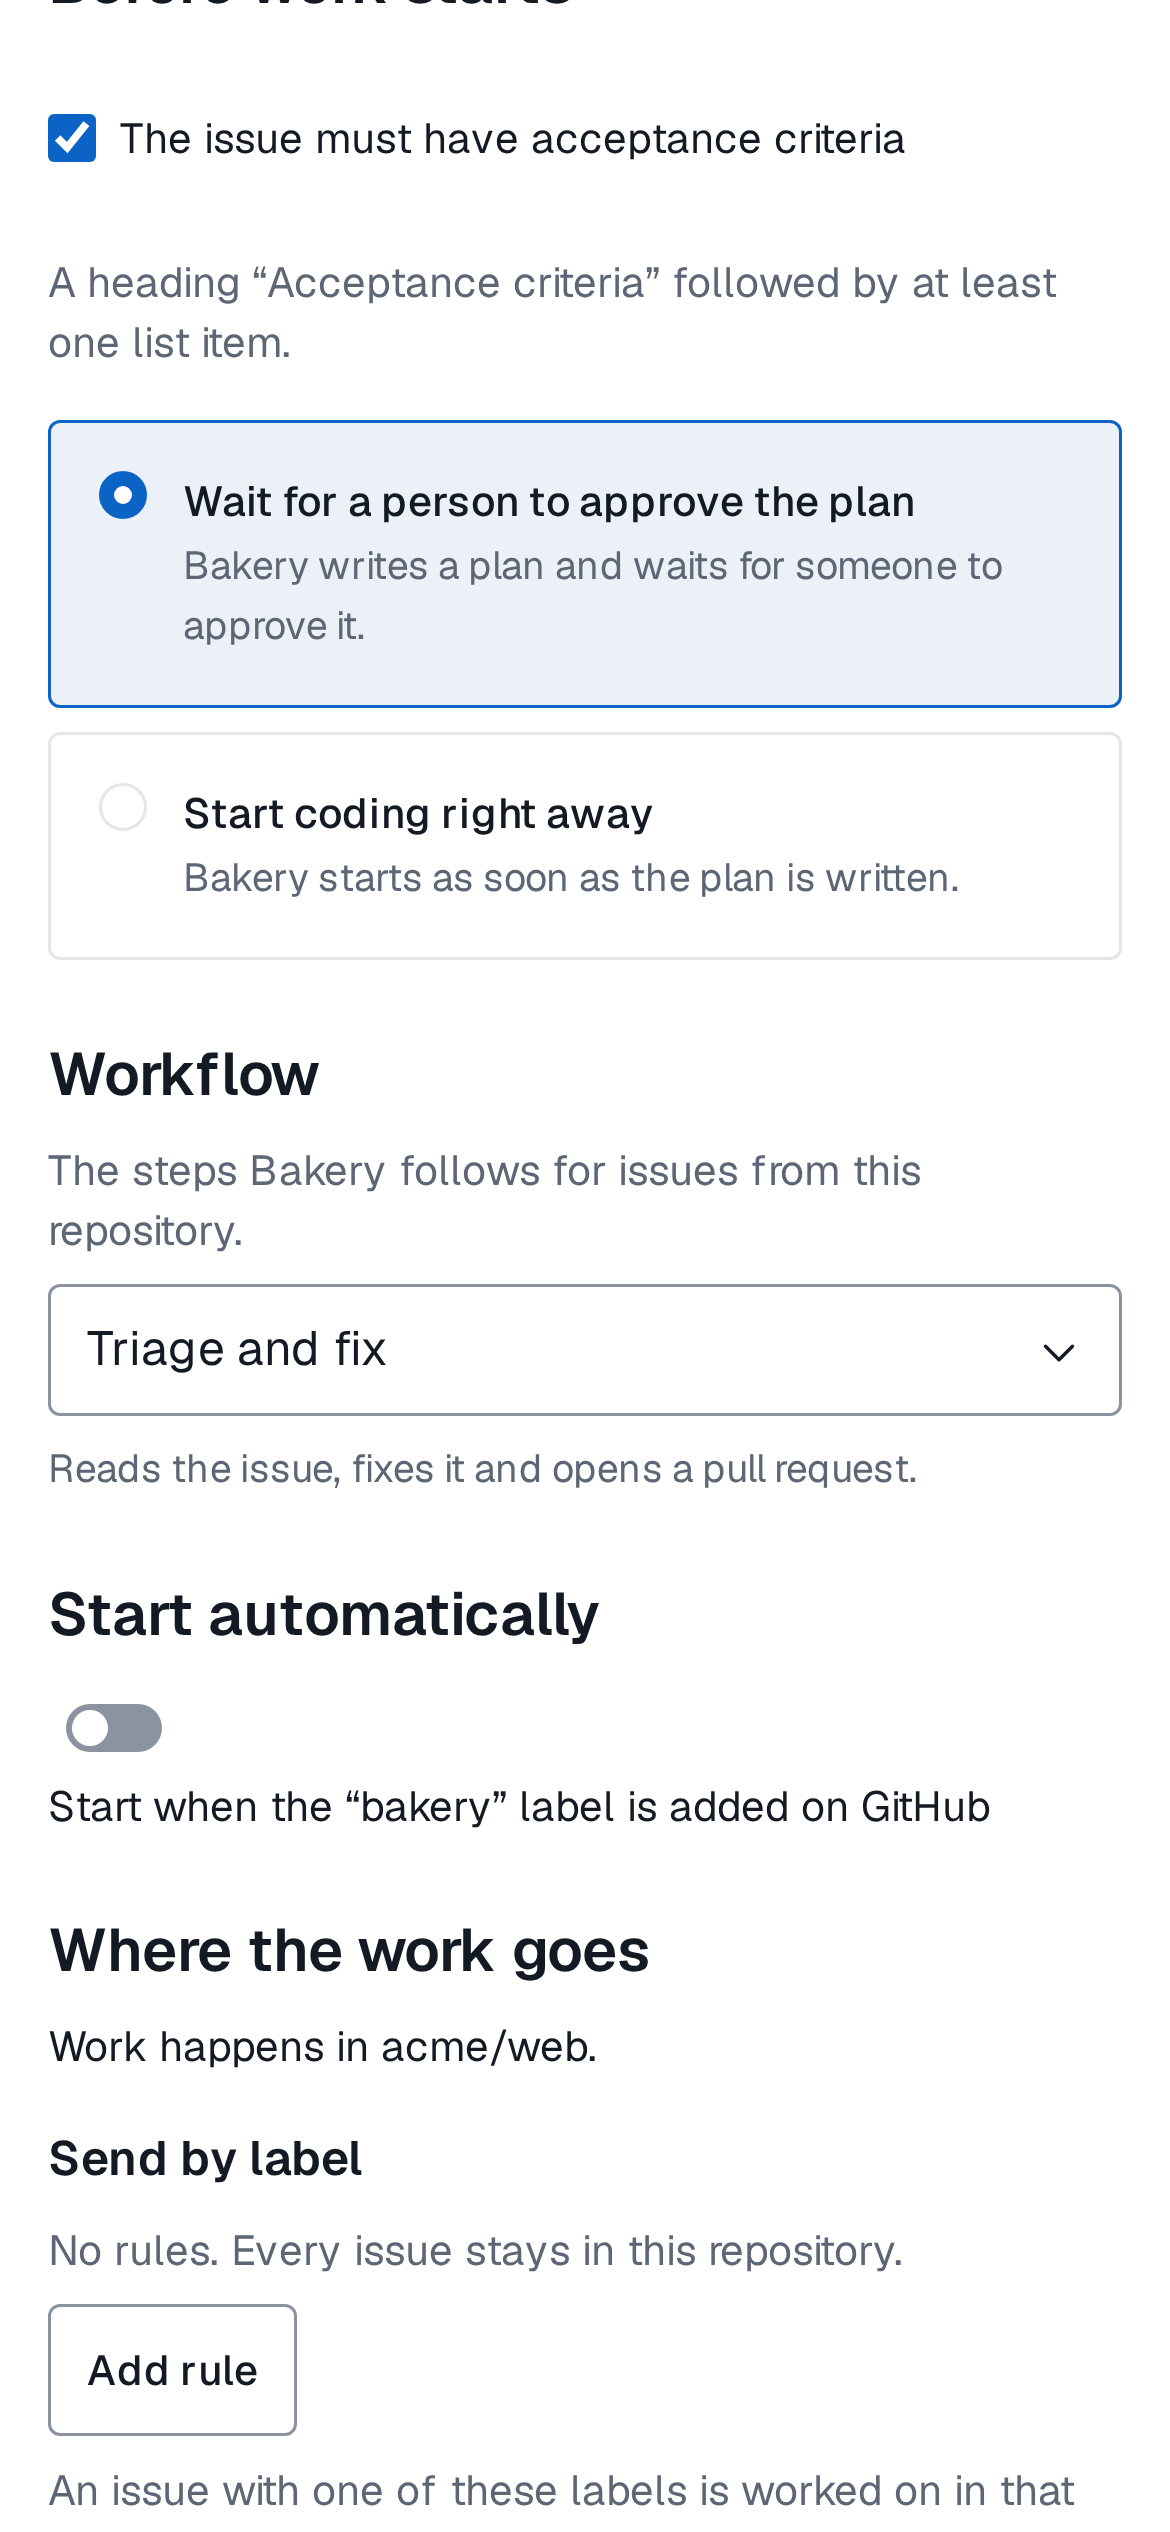 Before work starts
The issue must have acceptance criteria
A heading “Acceptance criteria” followed by at least
one list item.
Wait for a person to approve the plan
Bakery writes a plan and waits for someone to
approve it.
Start coding right away
Bakery starts as soon as the plan is written.
Workflow
The steps Bakery follows for issues from this
repository.
Triage and fix
Reads the issue, fixes it and opens a pull request.
Start automatically
Start when the “bakery” label is added on GitHub
Where the work goes
Work happens in acme/web.
Send by label
No rules. Every issue stays in this repository.
Add rule
An issue with one of these labels is worked on in that